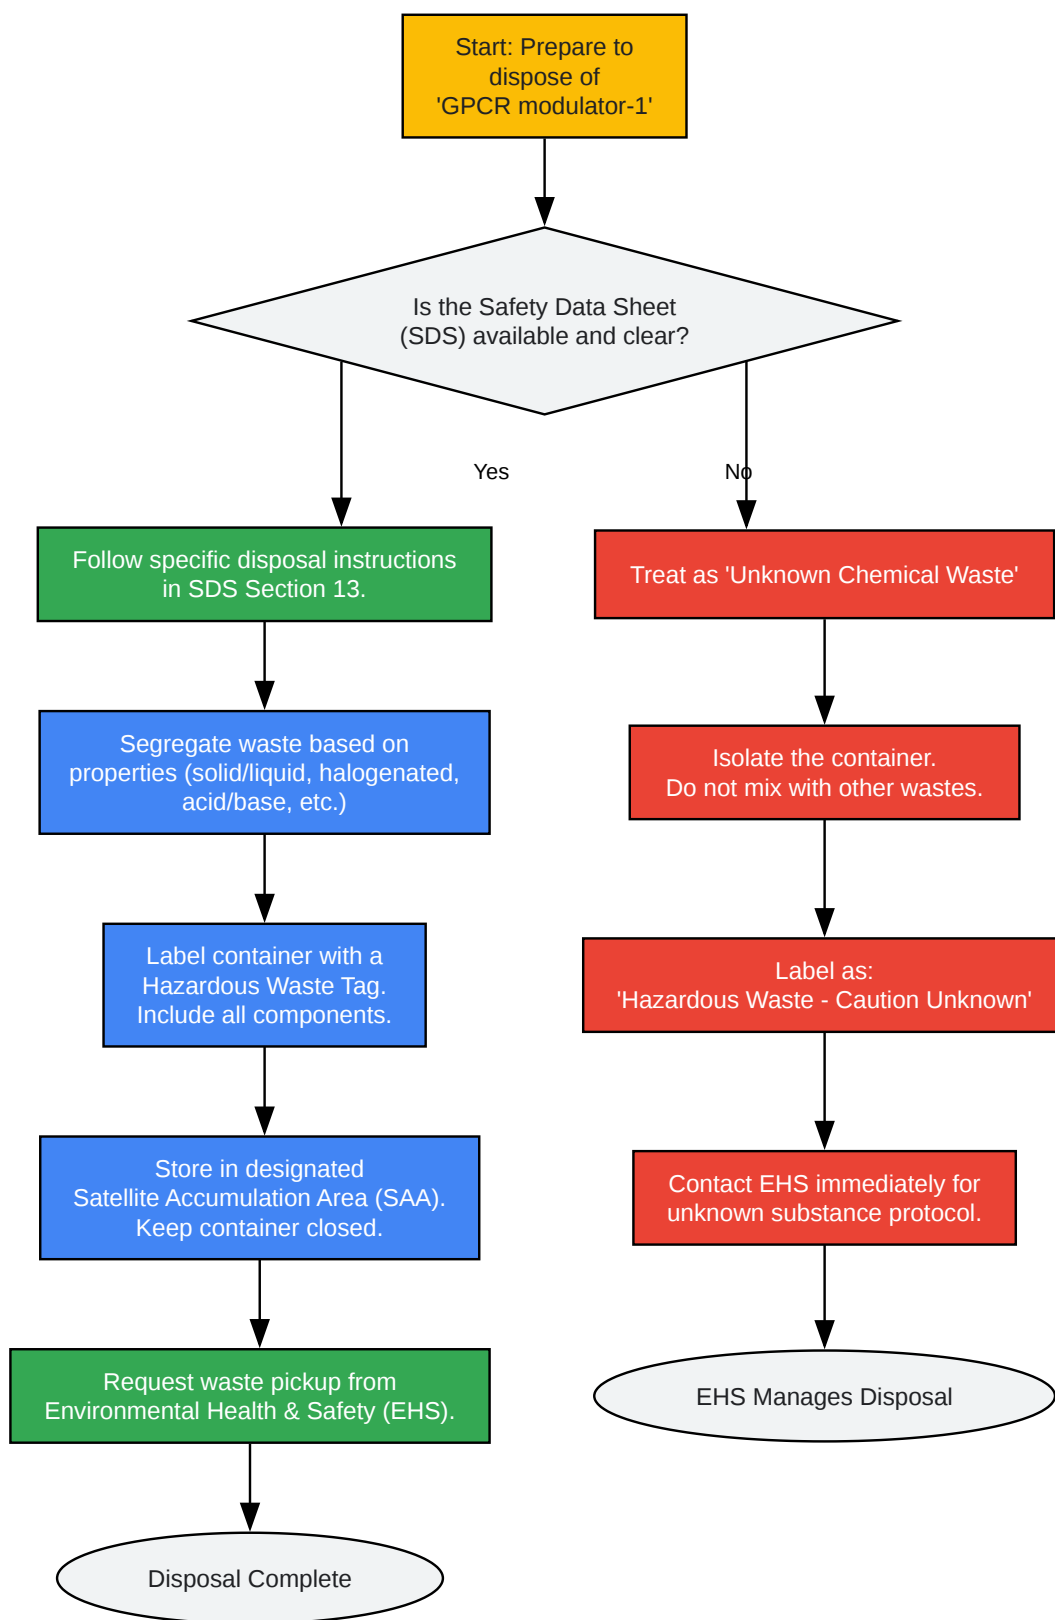 Start: Prepare to
dispose of
'GPCR modulator-1'
Is the Safety Data Sheet
(SDS) available and clear?
Yes
No
Follow specific disposal instructions
in SDS Section 13.
Segregate waste based on
properties (solid/liquid, halogenated,
acid/base, etc.)
Label container with a
Hazardous Waste Tag.
Include all components.
Store in designated
Satellite Accumulation Area (SAA).
Keep container closed.
Request waste pickup from
Environmental Health & Safety (EHS).
Disposal Complete
Treat as 'Unknown Chemical Waste'
Isolate the container.
Do not mix with other wastes.
Label as:
'Hazardous Waste - Caution Unknown'
Contact EHS immediately for
unknown substance protocol.
EHS Manages Disposal